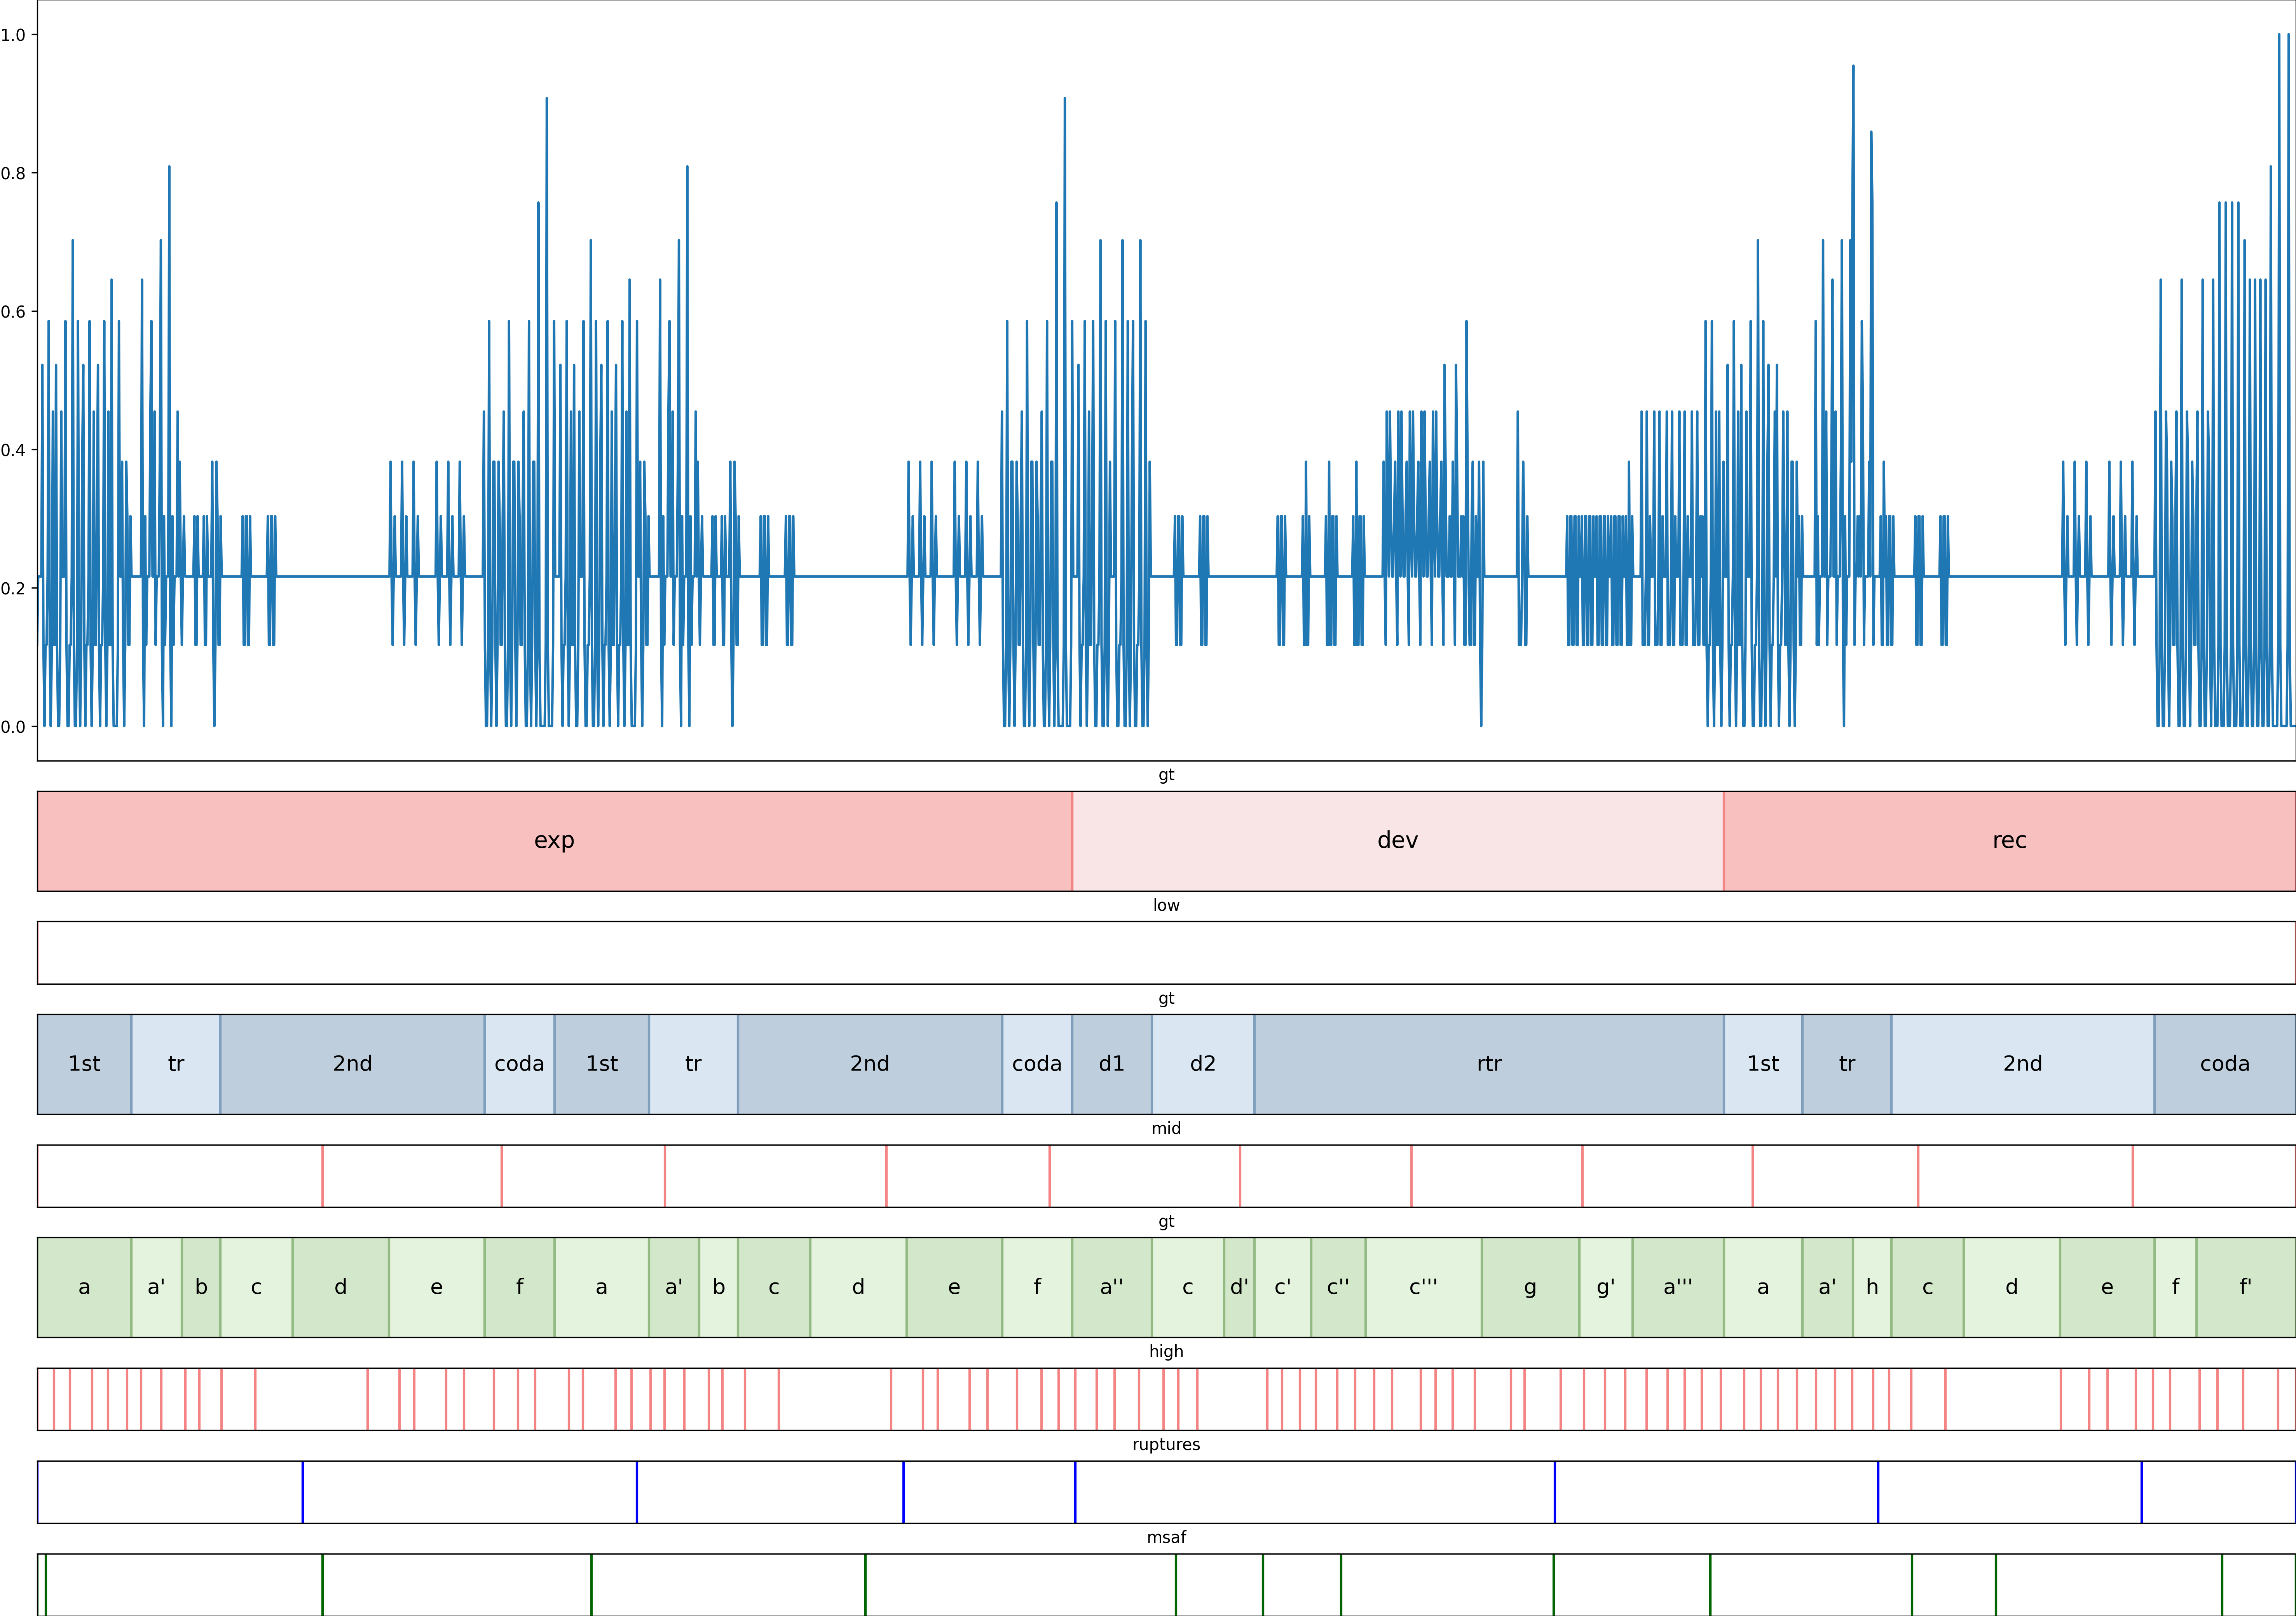 1.0
0.8
0.6
0.4
0.2
0.0
gt
exp dev rec
low
gt
1st tr 2nd coda 1st tr 2nd coda d1 d2 rtr 1st tr 2nd coda
mid
gt
a a' b c d e f a a' b c d e f a'' c d' c' c'' c''' g g' a''' a a' h c d e f f'
high
ruptures
msaf